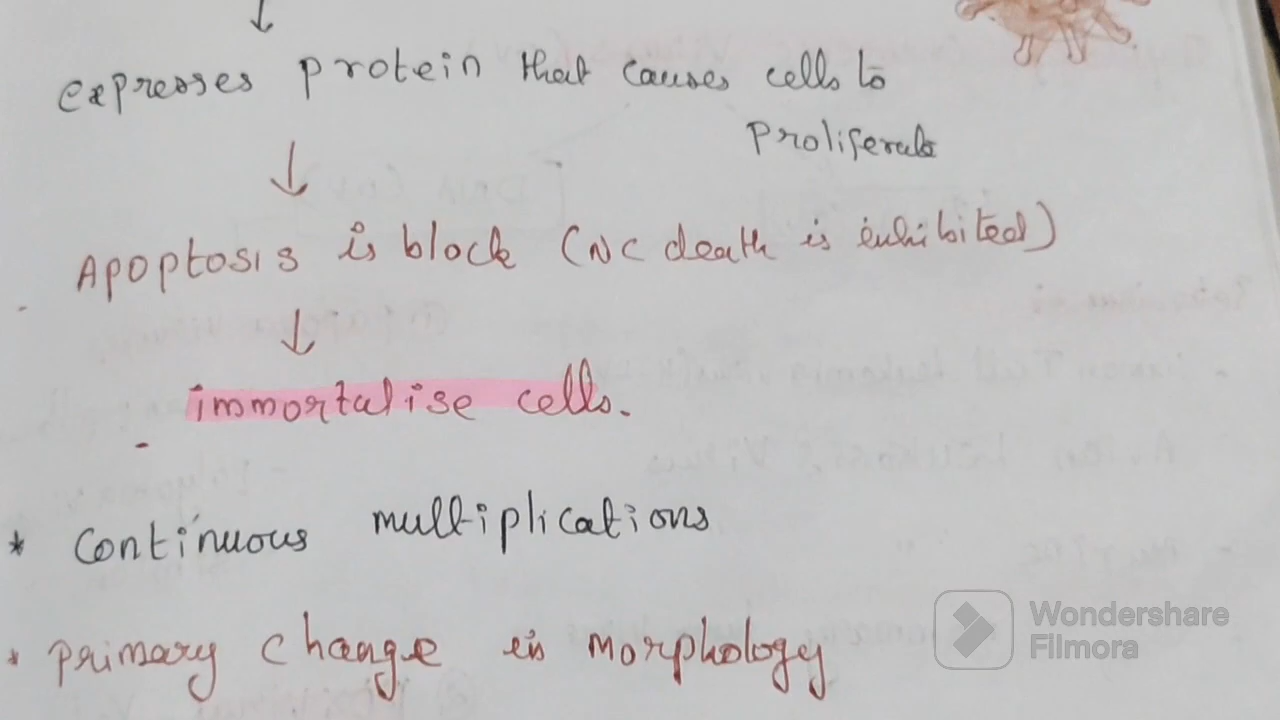 ↓
expresses protein that causes cells to
proliferate
↓
Apoptosis is block (NC death is inhibited)
↓
immortalise cells.
* Continuous multiplications
* primary change in morphology
Wondershare
Filmora